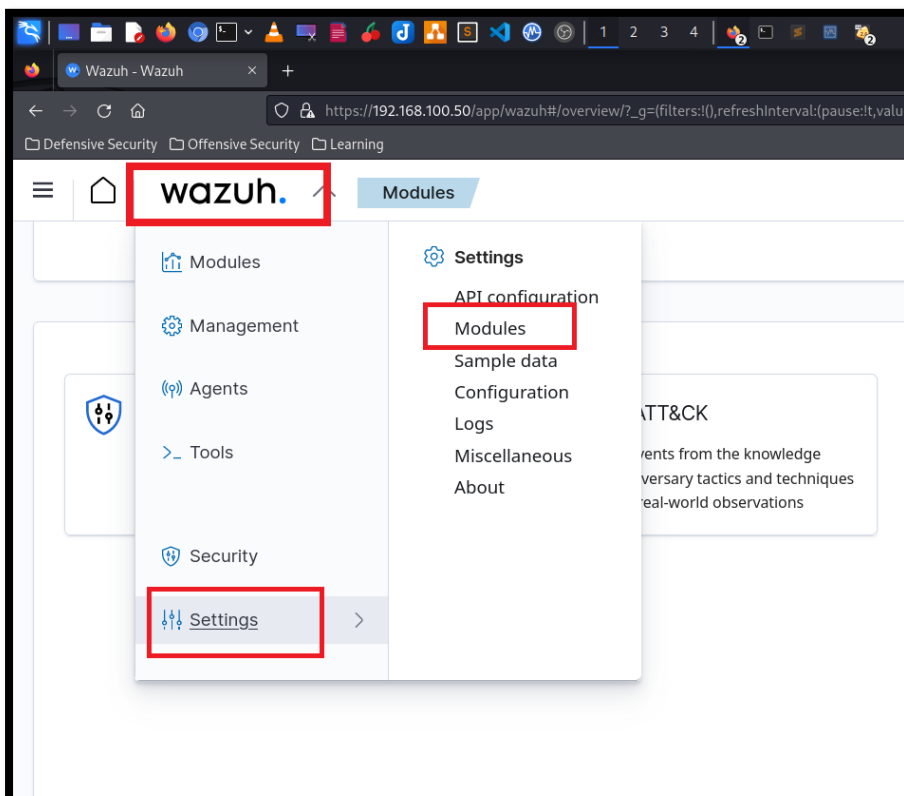 1 2 3 4
Wazuh - Wazuh
https://192.168.100.50/app/wazuh#/overview/?_g=(filters:!(),refreshInterval:(pause:!t,valu
Defensive Security Offensive Security Learning
wazuh.
Modules
Modules
Management
Agents
Tools
Security
Settings
Settings
API configuration
Modules
Sample data
Configuration
Logs
Miscellaneous
About
ATT&CK
vents from the knowledge
versary tactics and techniques
real-world observations